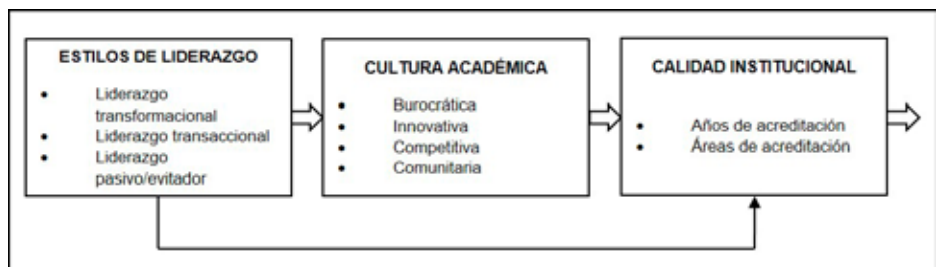 ESTILOS DE LIDERAZGO
• Liderazgo
transformacional
• Liderazgo transaccional
• Liderazgo
pasivo/evitador
CULTURA ACADÉMICA
• Burocrática
• Innovativa
• Competitiva
• Comunitaria
CALIDAD INSTITUCIONAL
• Años de acreditación
• Áreas de acreditación